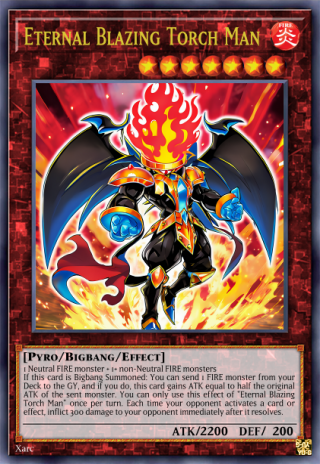 ETERNAL BLAZING TORCH MAN
FIRE
炎
[PYRO/BIGBANG/EFFECT]
1 Neutral FIRE monster + 1+ non-Neutral FIRE monsters
If this card is Bigbang Summoned: You can send 1 FIRE monster from
your Deck to the GY, and if you do, this card gains ATK equal to half the original
ATK of the sent monster. You can only use this effect of "Eternal Blazing
Torch Man" once per turn. Each time your opponent activates a card or
effect, inflict 300 damage to your opponent immediately after it resolves.
ATK/2200 DEF/ 200
Xarc